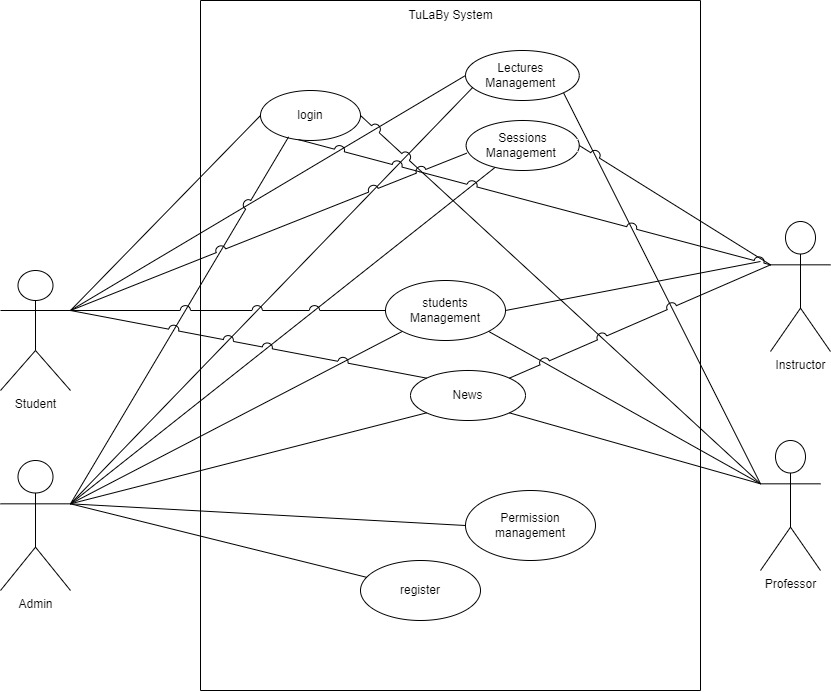 TuLaBy System
Lectures
Management
login
Sessions
Management
students
Management
Instructor
News
Student
Permission
management
Professor
register
Admin